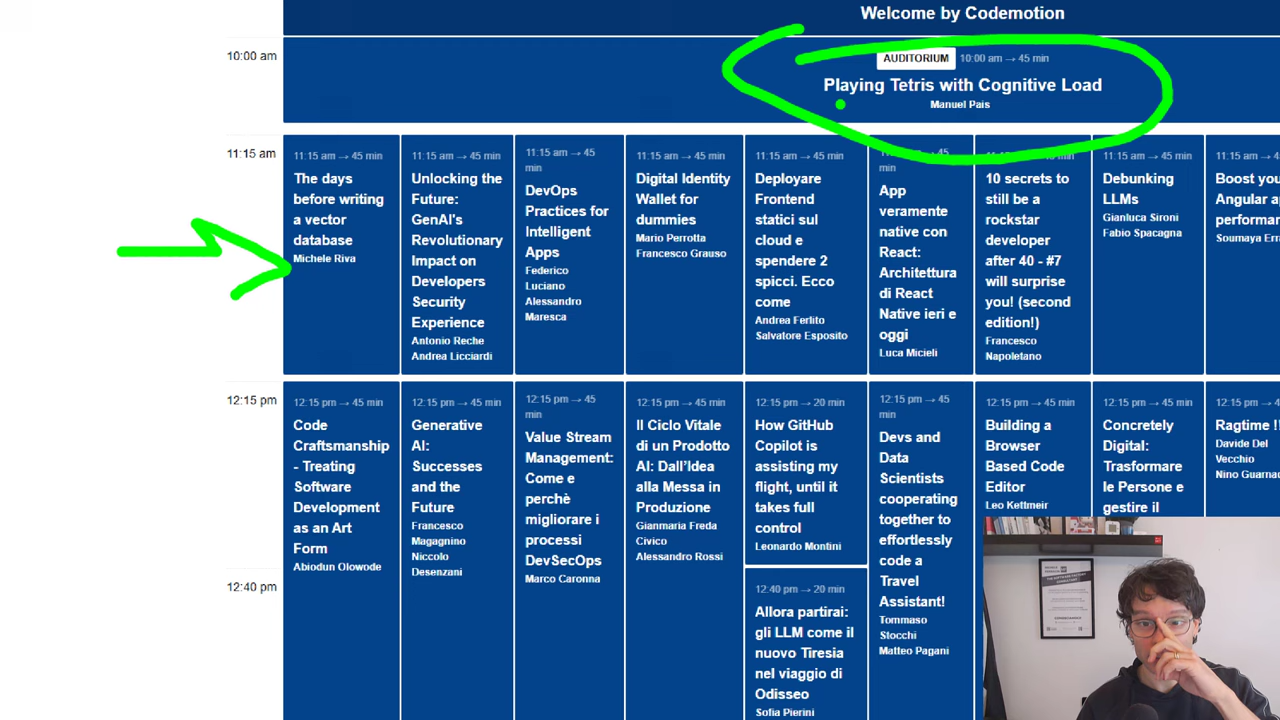 Welcome by Codemotion
10:00 am
AUDITORIUM 10:00 am → 45 min
Playing Tetris with Cognitive Load
Manuel Pais
11:15 am
11:15 am → 45 min
The days
before writing
a vector
database
Michele Riva
11:15 am → 45 min
Unlocking the
Future:
GenAI's
Revolutionary
Impact on
Developers
Security
Experience
Antonio Reche
Andrea Licciardi
11:15 am → 45
min
DevOps
Practices for
Intelligent
Apps
Federico
Luciano
Alessandro
Maresca
11:15 am → 45 min
Digital Identity
Wallet for
dummies
Mario Perrotta
Francesco Grauso
11:15 am → 45 min
Deployare
Frontend
statici sul
cloud e
spendere 2
spicci. Ecco
come
Andrea Ferlito
Salvatore Esposito
11:15 am → 45
min
App
veramente
native con
React:
Architettura
di React
Native ieri e
oggi
Luca Micieli
11:15 am → 45 min
10 secrets to
still be a
rockstar
developer
after 40 - #7
will surprise
you! (second
edition!)
Francesco
Napoletano
11:15 am → 45 min
Debunking
LLMs
Gianluca Sironi
Fabio Spacagna
11:15 am → 4
Boost
Angular
Soumaya
12:15 pm
12:15 pm → 45 min
Code
Craftsmanship
- Treating
Software
Development
as an Art
Form
Abiodun Olowode
12:15 pm → 45 min
Generative
AI:
Successes
and the
Future
Francesco
Magagnino
Niccolo
Desenzani
12:15 pm → 45
min
Value Stream
Management:
Come e
perchè
migliorare i
processi
DevSecOps
Marco Caronna
12:15 pm → 45 min
Il Ciclo Vitale
di un Prodotto
AI: Dall'Idea
alla Messa in
Produzione
Gianmaria Freda
Civico
Alessandro Rossi
12:15 pm → 20 min
How GitHub
Copilot is
assisting my
flight, until it
takes full
control
Leonardo Montini
12:15 pm → 45
min
Devs and
Data
Scientists
cooperating
together to
effortlessly
code a
Travel
Assistant!
Tommaso
Stocchi
Matteo Pagani
12:15 pm → 45 min
Building a
Browser
Based Code
Editor
Leo Kettmeir
12:15 pm → 45 min
Concretely
Digital:
Trasformare
le Persone e
gestire il
12:15 pm → 4
Ragtime !!
Davide Del
Vecchio
Nino
12:40 pm
12:40 pm → 20 min
Allora partirai:
gli LLM come il
nuovo Tiresia
nel viaggio di
Odisseo
Sofia Pierini